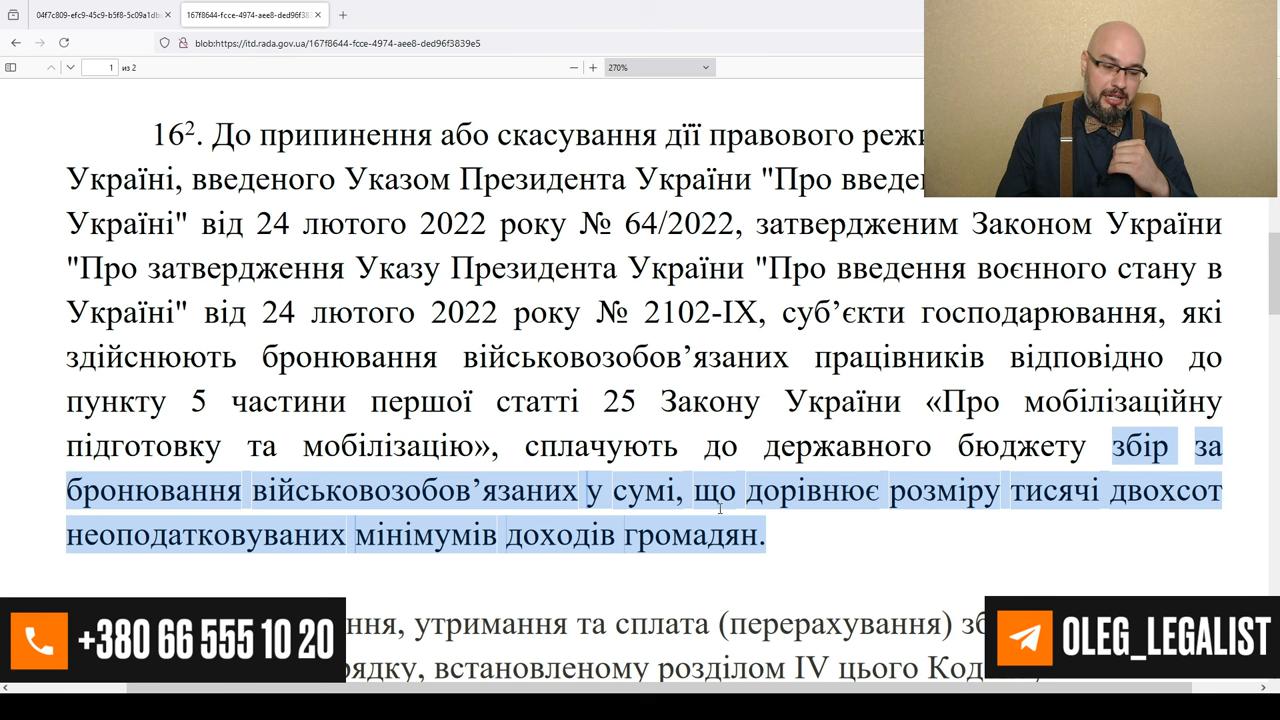 04f7c809-efc9-45c9-b5f8-5c09a1db
167f8644-fcce-4974-aee8-ded96f383
blob:https://itd.rada.gov.ua/167f8644-fcce-4974-aee8-ded96f3839e5
1 из 2
270%
16². До припинення або скасування дії правового режи
Україні, введеного Указом Президента України "Про введе
Україні" від 24 лютого 2022 року № 64/2022, затвердженим Законом України
"Про затвердження Указу Президента України "Про введення воєнного стану в
Україні" від 24 лютого 2022 року № 2102-IX, суб’єкти господарювання, які
здійснюють бронювання військовозобов’язаних працівників відповідно до
пункту 5 частини першої статті 25 Закону України «Про мобілізаційну
підготовку та мобілізацію», сплачують до державного бюджету збір за
бронювання військовозобов’язаних у сумі, що дорівнює розміру тисячі двохсот
неоподатковуваних мінімумів доходів громадян.
ння, утримання та сплата (перерахування) зб
рядку, встановленому розділом IV цього Код
+380 66 555 10 20
OLEG_LEGALIST